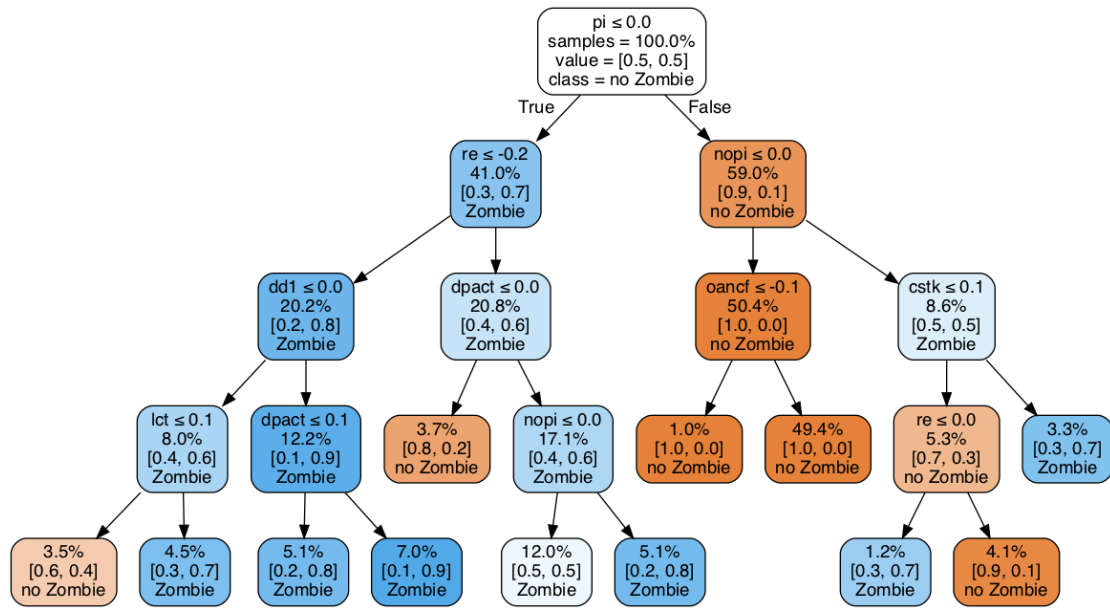 pi ≤ 0.0
samples = 100.0%
value = [0.5, 0.5]
class = no Zombie
True
False
re ≤ -0.2
41.0%
[0.3, 0.7]
Zombie
nopi ≤ 0.0
59.0%
[0.9, 0.1]
no Zombie
dd1 ≤ 0.0
20.2%
[0.2, 0.8]
Zombie
dpact ≤ 0.0
20.8%
[0.4, 0.6]
Zombie
oancf ≤ -0.1
50.4%
[1.0, 0.0]
no Zombie
cstk ≤ 0.1
8.6%
[0.5, 0.5]
Zombie
lct ≤ 0.1
8.0%
[0.4, 0.6]
Zombie
dpact ≤ 0.1
12.2%
[0.1, 0.9]
Zombie
3.7%
[0.8, 0.2]
no Zombie
nopi ≤ 0.0
17.1%
[0.4, 0.6]
Zombie
1.0%
[1.0, 0.0]
no Zombie
49.4%
[1.0, 0.0]
no Zombie
re ≤ 0.0
5.3%
[0.7, 0.3]
no Zombie
3.3%
[0.3, 0.7]
Zombie
3.5%
[0.6, 0.4]
no Zombie
4.5%
[0.3, 0.7]
Zombie
5.1%
[0.2, 0.8]
Zombie
7.0%
[0.1, 0.9]
Zombie
12.0%
[0.5, 0.5]
Zombie
5.1%
[0.2, 0.8]
Zombie
1.2%
[0.3, 0.7]
Zombie
4.1%
[0.9, 0.1]
no Zombie